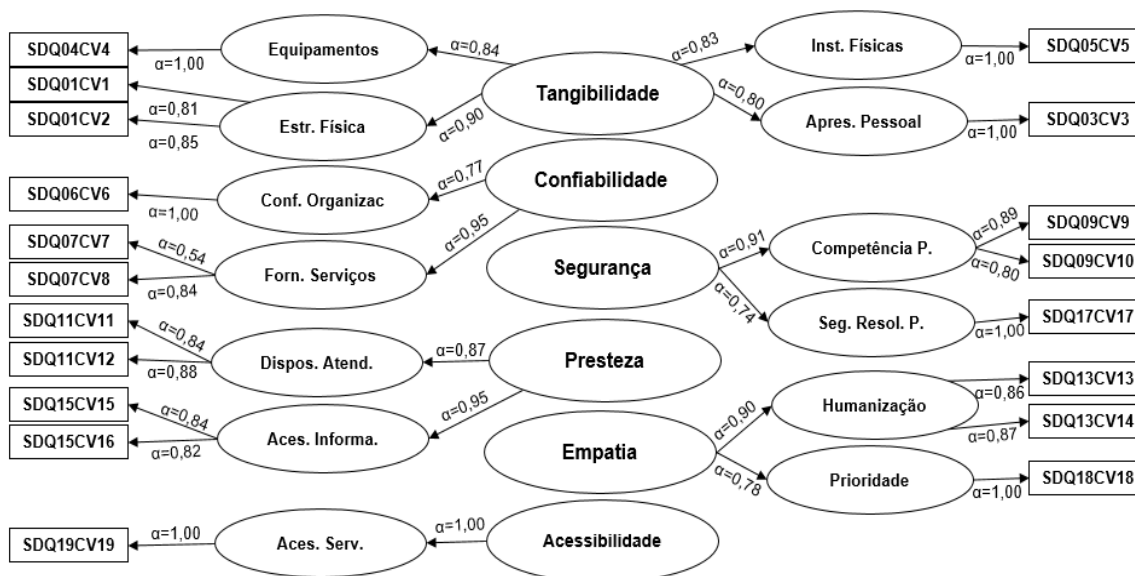 SDQ04CV4
α=1,00
Equipamentos
α=0,84
Tangibilidade
α=0,83
Inst. Físicas
α=1,00
SDQ05CV5
SDQ01CV1
α=0,81
SDQ01CV2
α=0,85
Estr. Física
α=0,90
α=0,80
Apres. Pessoal
α=1,00
SDQ03CV3
SDQ06CV6
α=1,00
Conf. Organizac
α=0,77
Confiabilidade
SDQ07CV7
α=0,54
SDQ07CV8
α=0,84
Forn. Serviços
α=0,95
Segurança
α=0,91
Competência P.
α=0,89
SDQ09CV9
α=0,80
SDQ09CV10
α=0,74
Seg. Resol. P.
α=1,00
SDQ17CV17
SDQ11CV11
α=0,84
SDQ11CV12
α=0,88
Dispos. Atend.
α=0,87
Presteza
SDQ15CV15
α=0,84
SDQ15CV16
α=0,82
Aces. Informa.
α=0,95
Empatia
α=0,90
Humanização
SDQ13CV13
α=0,86
SDQ13CV14
α=0,87
α=0,78
Prioridade
α=1,00
SDQ18CV18
SDQ19CV19
α=1,00
Aces. Serv.
α=1,00
Acessibilidade